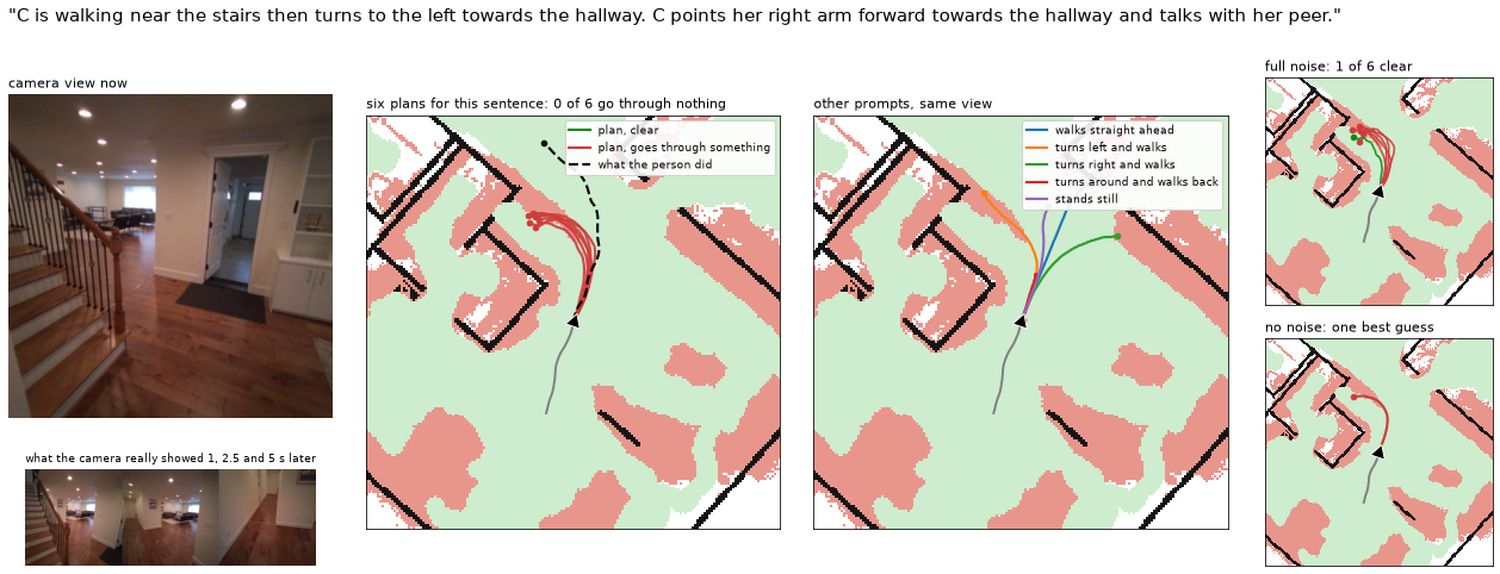 "C is walking near the stairs then turns to the left towards the hallway. C points her right arm forward towards the hallway and talks with her peer."
camera view now
what the camera really showed 1, 2.5 and 5 s later
six plans for this sentence: 0 of 6 go through nothing
plan, clear
plan, goes through something
what the person did
other prompts, same view
walks straight ahead
turns left and walks
turns right and walks
turns around and walks back
stands still
full noise: 1 of 6 clear
no noise: one best guess